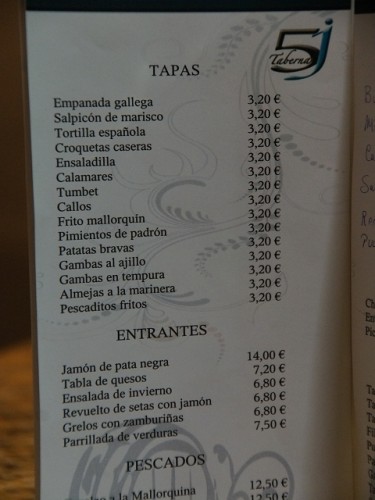 5j
Taberna
TAPAS
Empanada gallega 3,20 €
Salpicón de marisco 3,20 €
Tortilla española 3,20 €
Croquetas caseras 3,20 €
Ensaladilla 3,20 €
Calamares 3,20 €
Tumbet 3,20 €
Callos 3,20 €
Frito mallorquin 3,20 €
Pimientos de padrón 3,20 €
Patatas bravas 3,20 €
Gambas al ajillo 3,20 €
Gambas en tempura 3,20 €
Almejas a la marinera 3,20 €
Pescaditos fritos 3,20 €
ENTRANTES
Jamón de pata negra 14,00 €
Tabla de quesos 7,20 €
Ensalada de invierno 6,80 €
Revuelto de setas con jamón 6,80 €
Grelos con zamburiñas 6,80 €
Parrillada de verduras 7,50 €
PESCADOS
a la Mallorquina 12,50 €
12,50 €